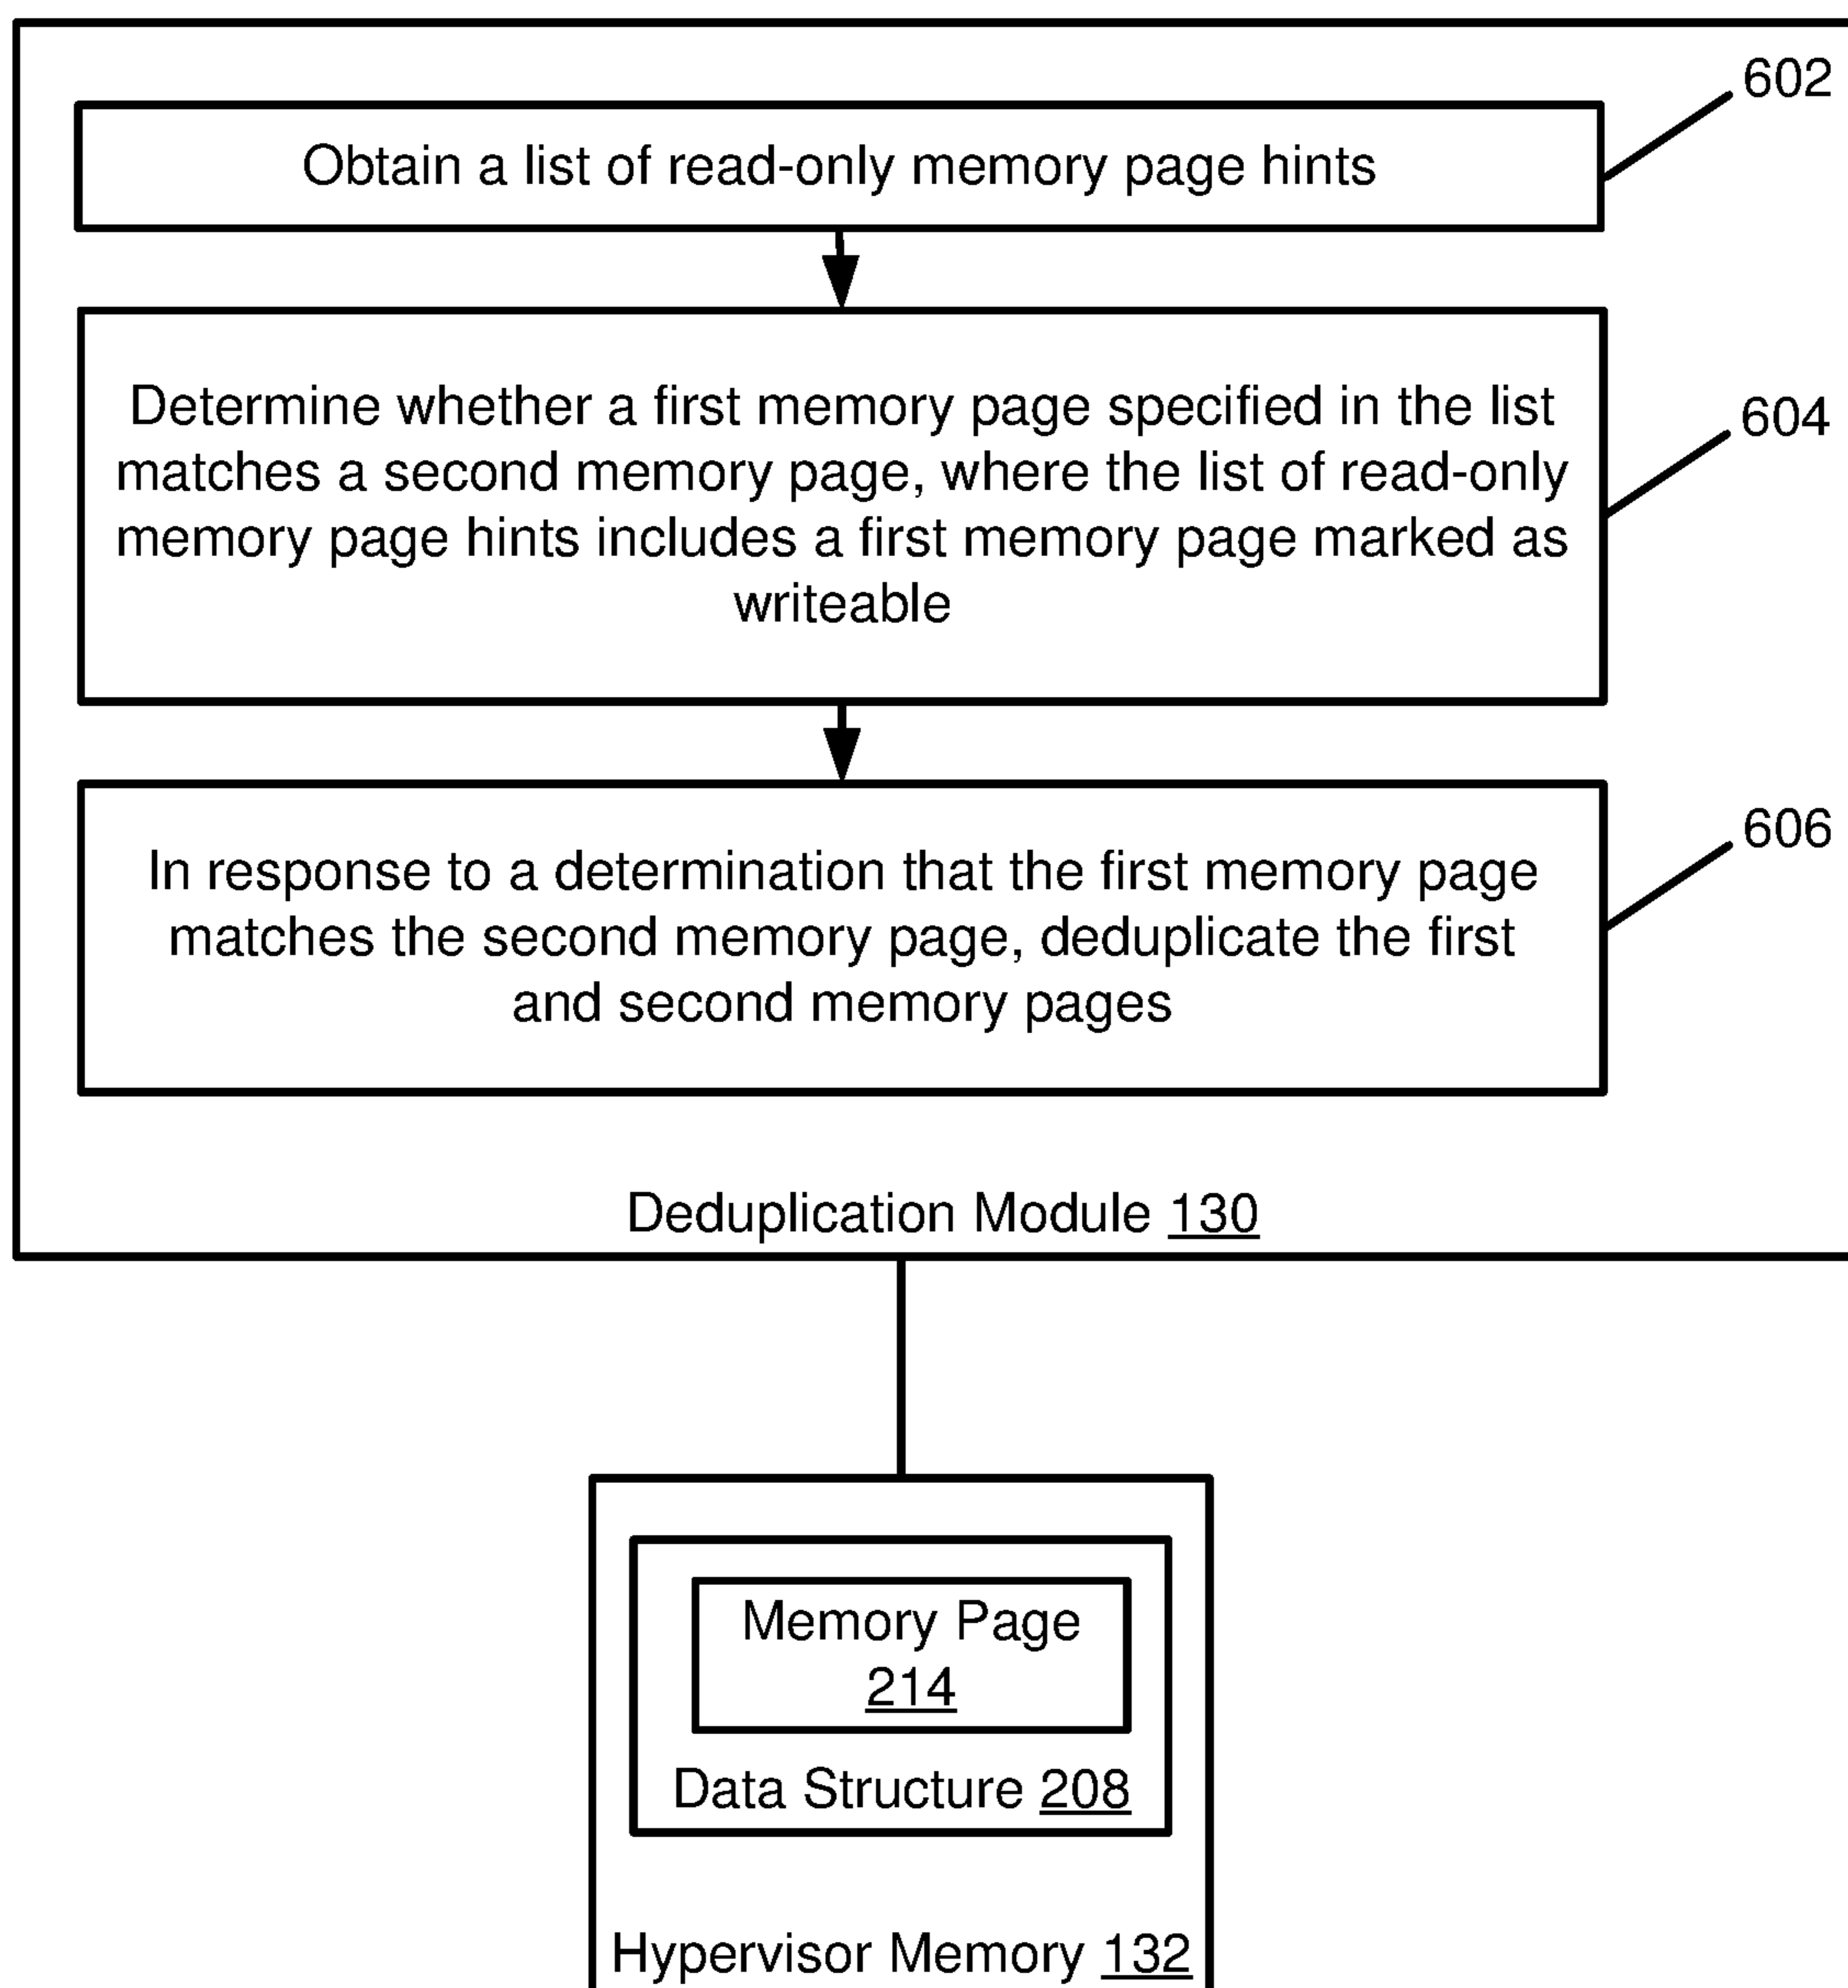 602
Obtain a list of read-only memory page hints
Determine whether a first memory page specified in the list
604
matches a second memory page, where the list of read-only
memory page hints includes a first memory page marked as
writeable
606
In response to a determination that the first memory page
matches the second memory page, deduplicate the first
and second memory pages
Deduplication Module 130
Memory Page
214
Data Structure 208
Hypervisor Memory 132